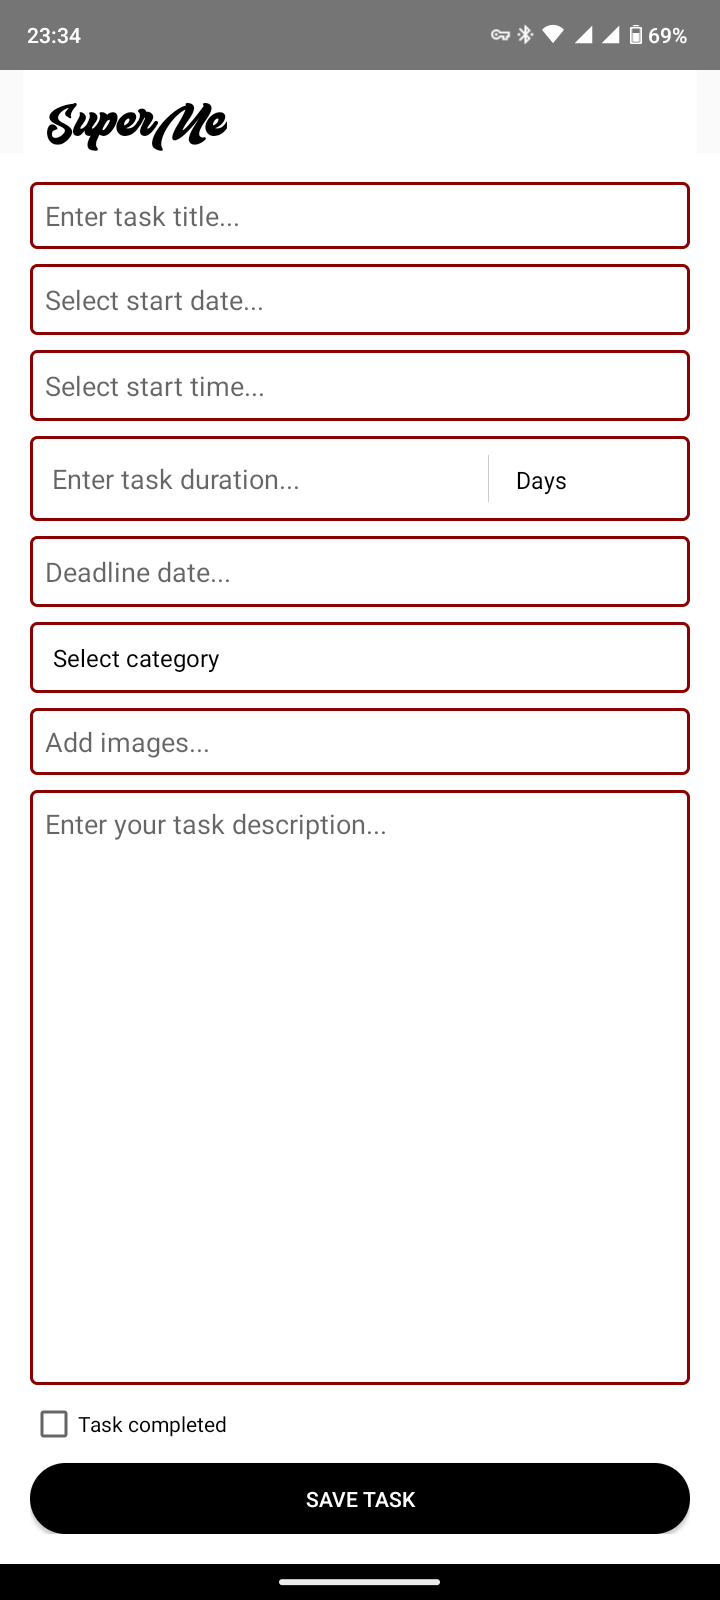 23:34
69%
SuperMe
Enter task title...
Select start date...
Select start time...
Enter task duration...
Days
Deadline date...
Select category
Add images...
Enter your task description...
Task completed
SAVE TASK